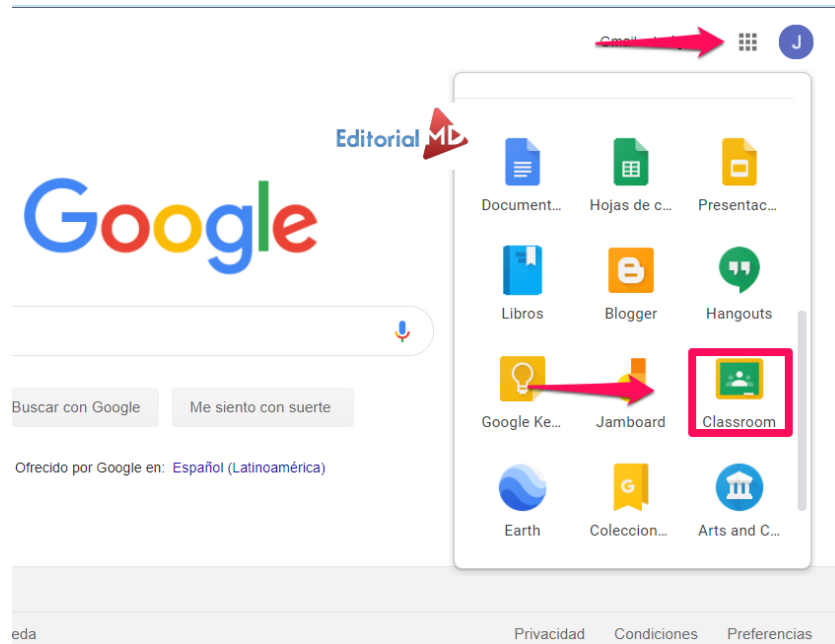 J
Editorial MD
Google
Document...
Hojas de c...
Presentac...
Libros
Blogger
Hangouts
Google Ke...
Jamboard
Classroom
Buscar con Google
Me siento con suerte
Ofrecido por Google en: Español (Latinoamérica)
G
Earth
Coleccion...
Arts and C...
eda
Privacidad
Condiciones
Preferencias